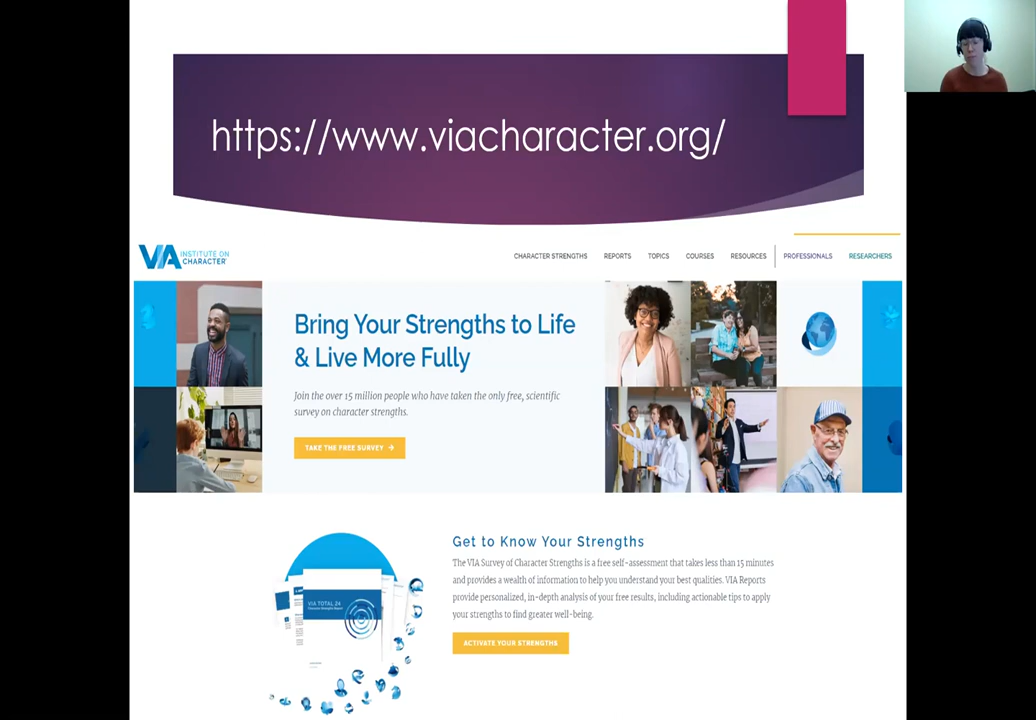 https://www.viacharacter.org/
VIA INSTITUTE ON
CHARACTER
CHARACTER STRENGTHS REPORTS TOPICS COURSES RESOURCES PROFESSIONALS RESEARCHERS
Bring Your Strengths to Life
& Live More Fully
Join the over 15 million people who have taken the only free, scientific
survey on character strengths.
TAKE THE FREE SURVEY →
Get to Know Your Strengths
The VIA Survey of Character Strengths is a free self-assessment that takes less than 15 minutes
and provides a wealth of information to help you understand your best qualities. VIA Reports
provide personalized, in-depth analysis of your free results, including actionable tips to apply
your strengths to find greater well-being.
VIA TOTAL 24
Character Strengths Report
ACTIVATE YOUR STRENGTHS